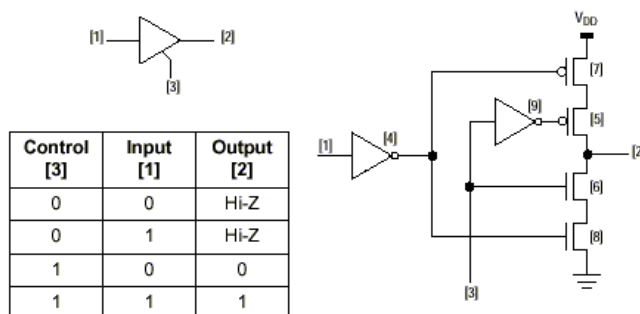 [1]
[2]
[3]
Control [3] Input [1] Output [2]
0 0 Hi-Z
0 1 Hi-Z
1 0 0
1 1 1
VDD
[7]
[9]
[5]
[4]
[1]
[2
[6]
[8]
[3]